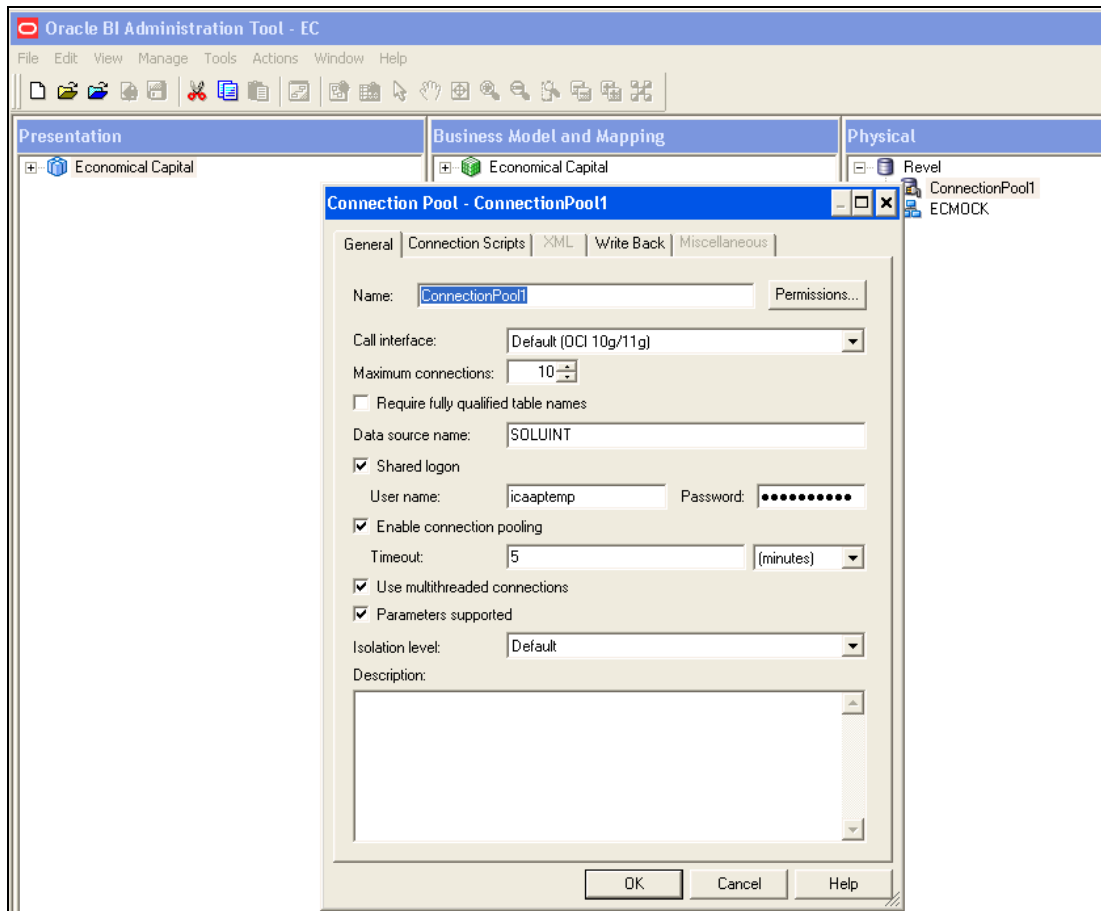 Oracle BI Administration Tool - EC
File Edit View Manage Tools Actions Window Help
Presentation
Business Model and Mapping
Physical
Economical Capital
Economical Capital
Revel
ConnectionPool1
ECMOCK
Connection Pool - ConnectionPool1
General Connection Scripts XML Write Back Miscellaneous
Name: ConnectionPool1 Permissions...
Call interface: Default (OCI 10g/11g)
Maximum connections: 10
Require fully qualified table names
Data source name: SOLUINT
Shared logon
User name: icaaptemp Password: ●●●●●●●●●●
Enable connection pooling
Timeout: 5 (minutes)
Use multithreaded connections
Parameters supported
Isolation level: Default
Description:
OK Cancel Help